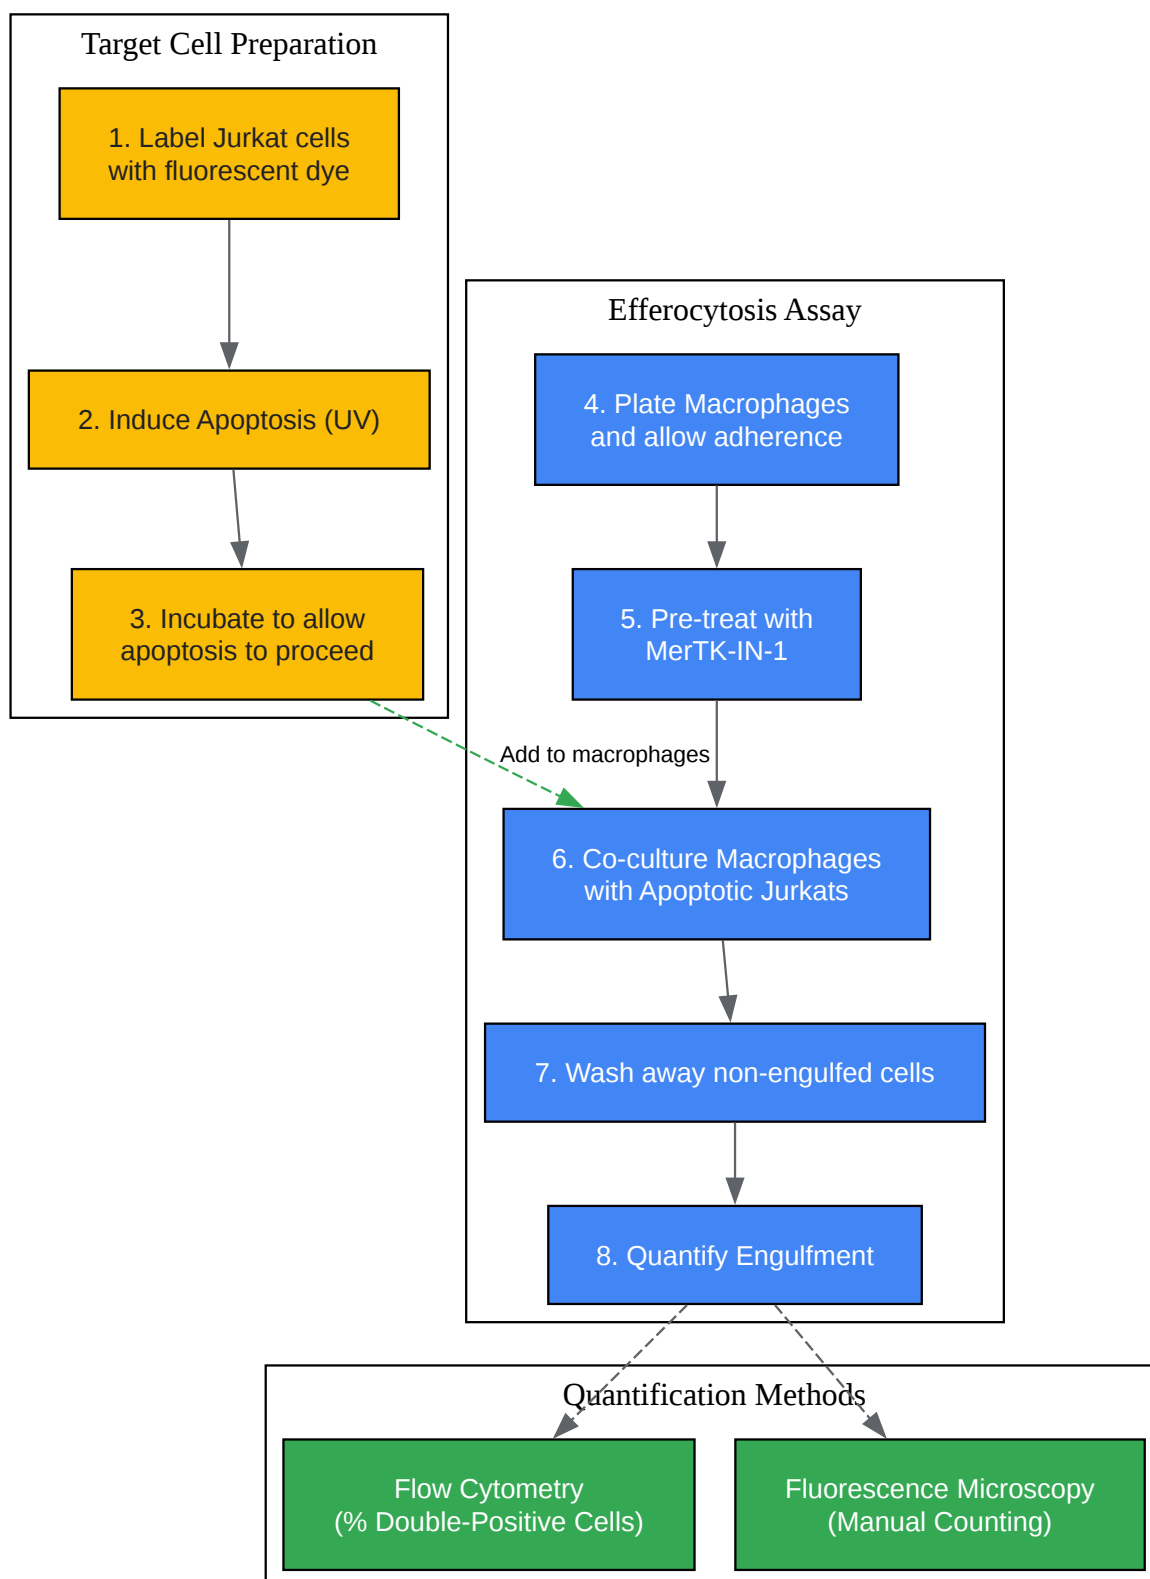 Target Cell Preparation
1. Label Jurkat cells
with fluorescent dye
2. Induce Apoptosis (UV)
3. Incubate to allow
apoptosis to proceed
Efferocytosis Assay
4. Plate Macrophages
and allow adherence
5. Pre-treat with
MerTK-IN-1
Add to macrophages
6. Co-culture Macrophages
with Apoptotic Jurkats
7. Wash away non-engulfed cells
8. Quantify Engulfment
Quantification Methods
Flow Cytometry
(% Double-Positive Cells)
Fluorescence Microscopy
(Manual Counting)